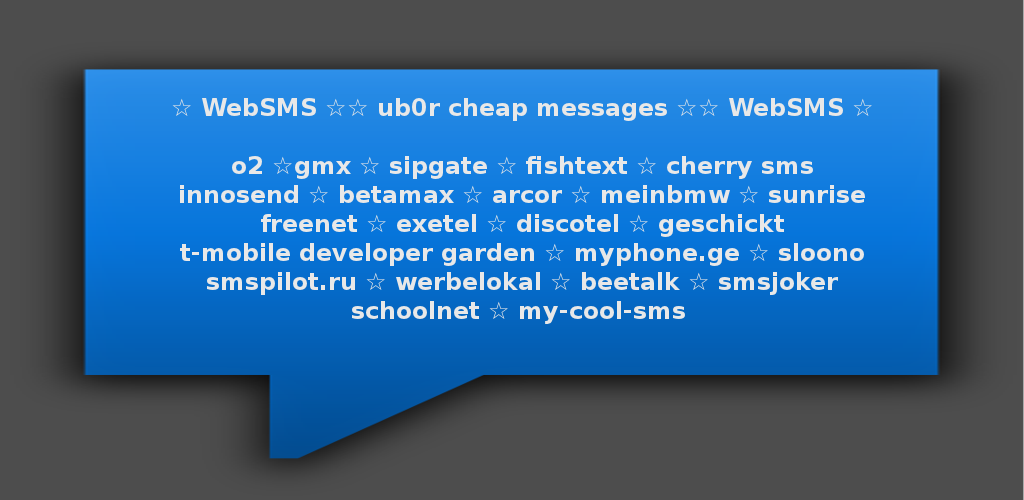 ☆ WebSMS ☆☆ ub0r cheap messages ☆☆ WebSMS ☆
o2 ☆gmx ☆ sipgate ☆ fishtext ☆ cherry sms
innosend ☆ betamax ☆ arcor ☆ meinbmw ☆ sunrise
freenet ☆ exetel ☆ discotel ☆ geschickt
t-mobile developer garden ☆ myphone.ge ☆ sloono
smspilot.ru ☆ werbelokal ☆ beetalk ☆ smsjoker
schoolnet ☆ my-cool-sms